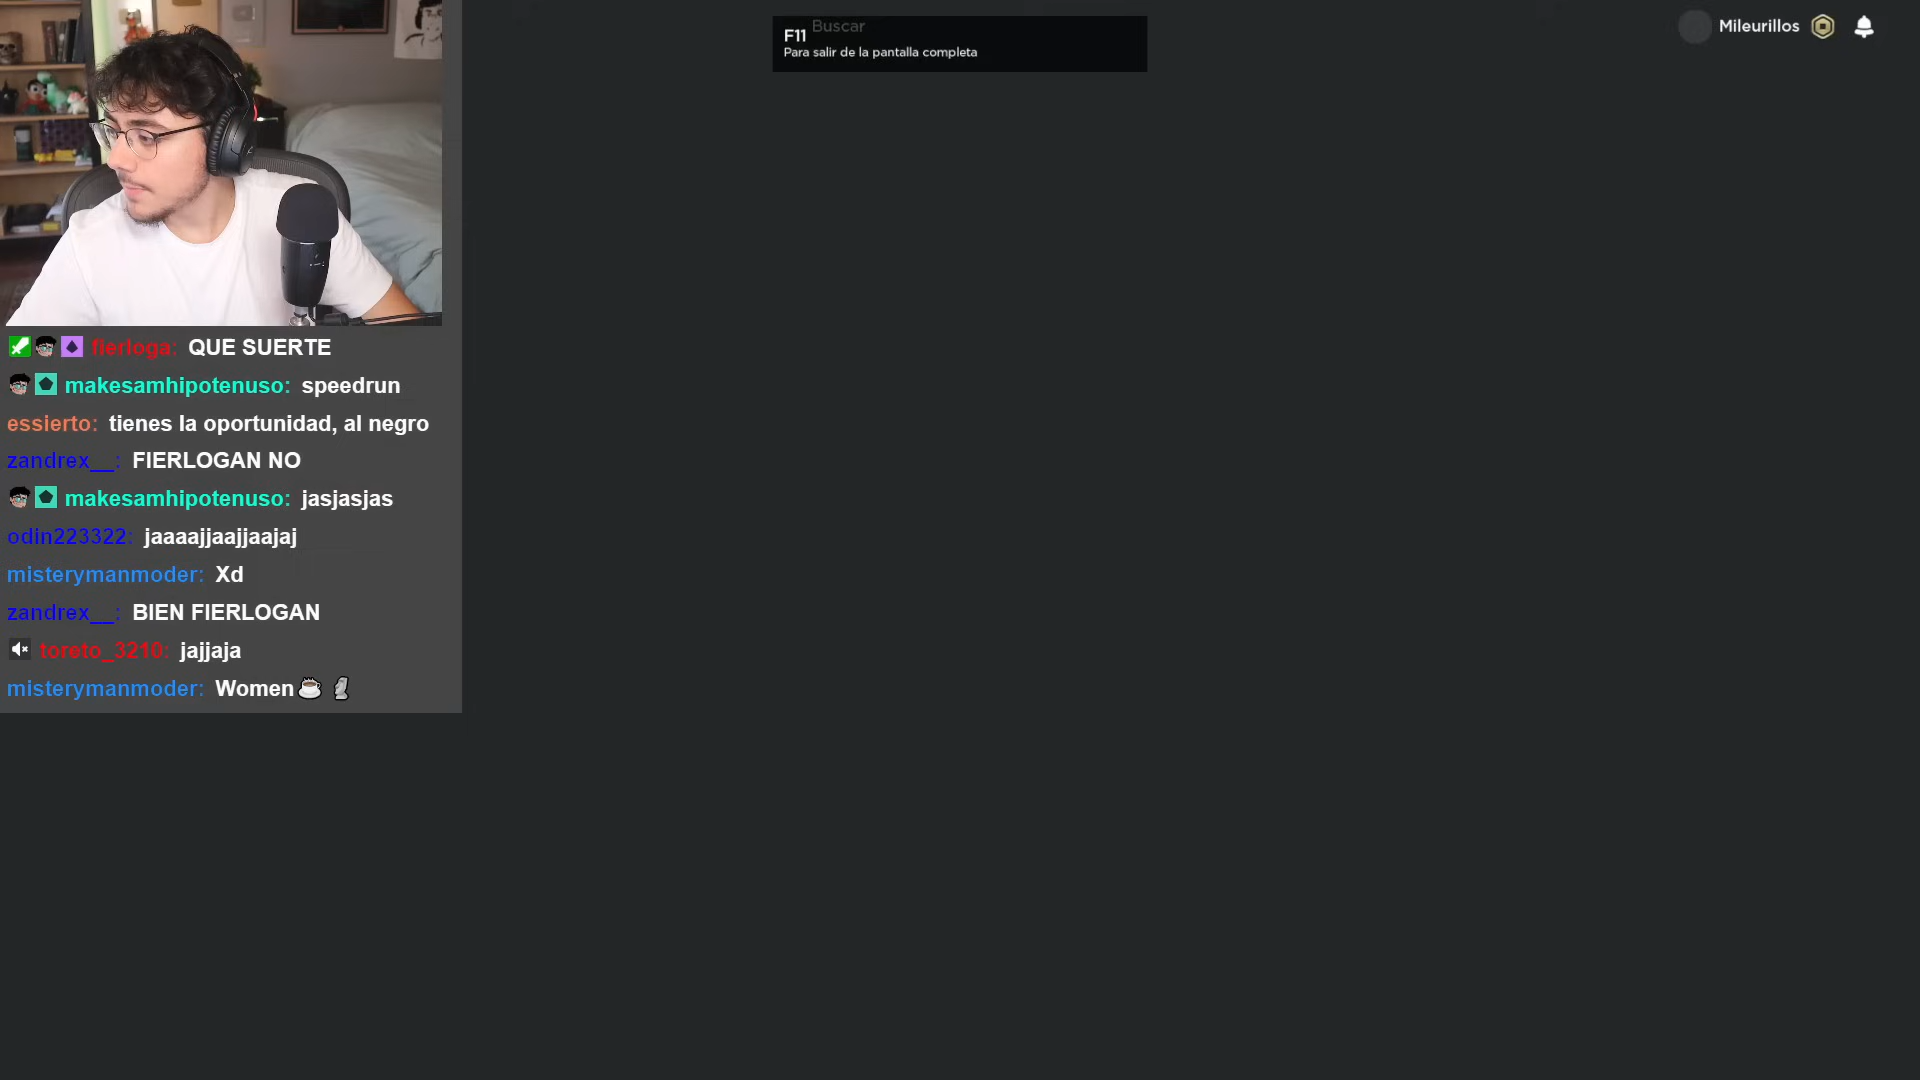 Buscar
F11
Para salir de la pantalla completa
Mileurillos
fierloga: QUE SUERTE
makesamhipotenuso: speedrun
essierto: tienes la oportunidad, al negro
zandrex__: FIERLOGAN NO
makesamhipotenuso: jasjasjas
odin223322: jaaaajjaajjaajaj
misterymanmoder: Xd
zandrex__: BIEN FIERLOGAN
toreto_3210: jajjaja
misterymanmoder: Women☕ 🗿